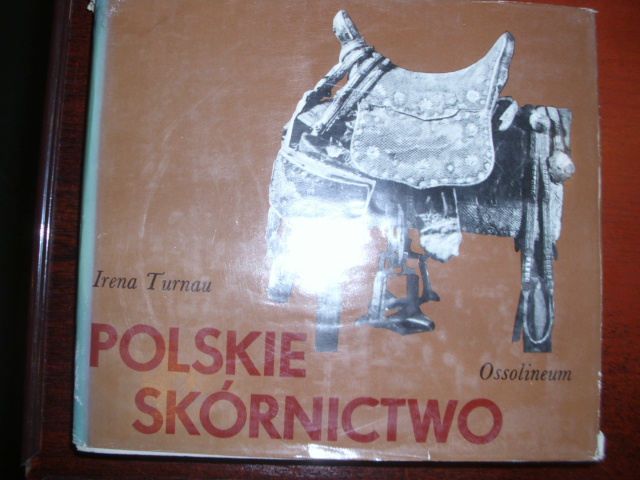 Irena Turnau
POLSKIE
Ossolineum
SKÓRNICTWO